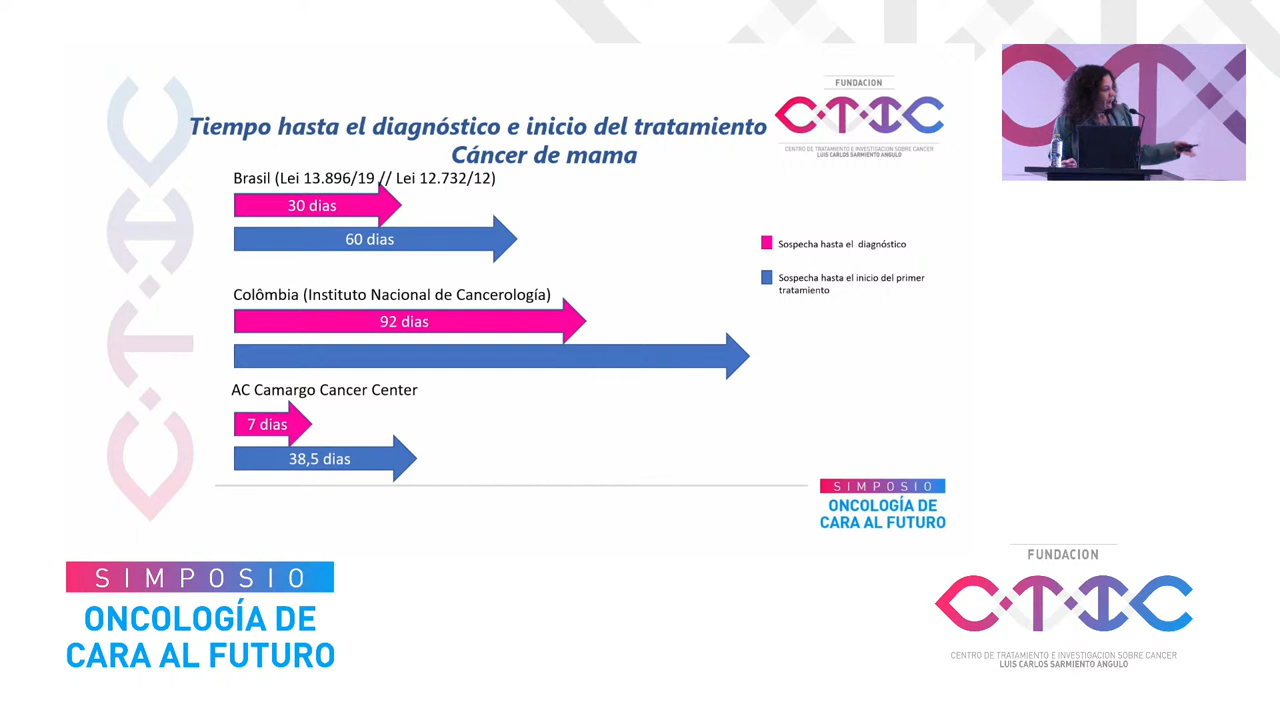 FUNDACION
C·T·I·C
CENTRO DE TRATAMIENTO E INVESTIGACION SOBRE CANCER
LUIS CARLOS SARMIENTO ANGULO
Tiempo hasta el diagnóstico e inicio del tratamiento
Cáncer de mama
Brasil (Lei 13.896/19 // Lei 12.732/12)
30 dias
60 dias
Sospecha hasta el diagnóstico
Sospecha hasta el inicio del primer
tratamiento
Colômbia (Instituto Nacional de Cancerología)
92 dias
AC Camargo Cancer Center
7 dias
38,5 dias
SIMPOSIO
ONCOLOGÍA DE
CARA AL FUTURO
SIMPOSIO
ONCOLOGÍA DE
CARA AL FUTURO
FUNDACION
C·T·I·C
CENTRO DE TRATAMIENTO E INVESTIGACION SOBRE CANCER
LUIS CARLOS SARMIENTO ANGULO
C·T·I·C